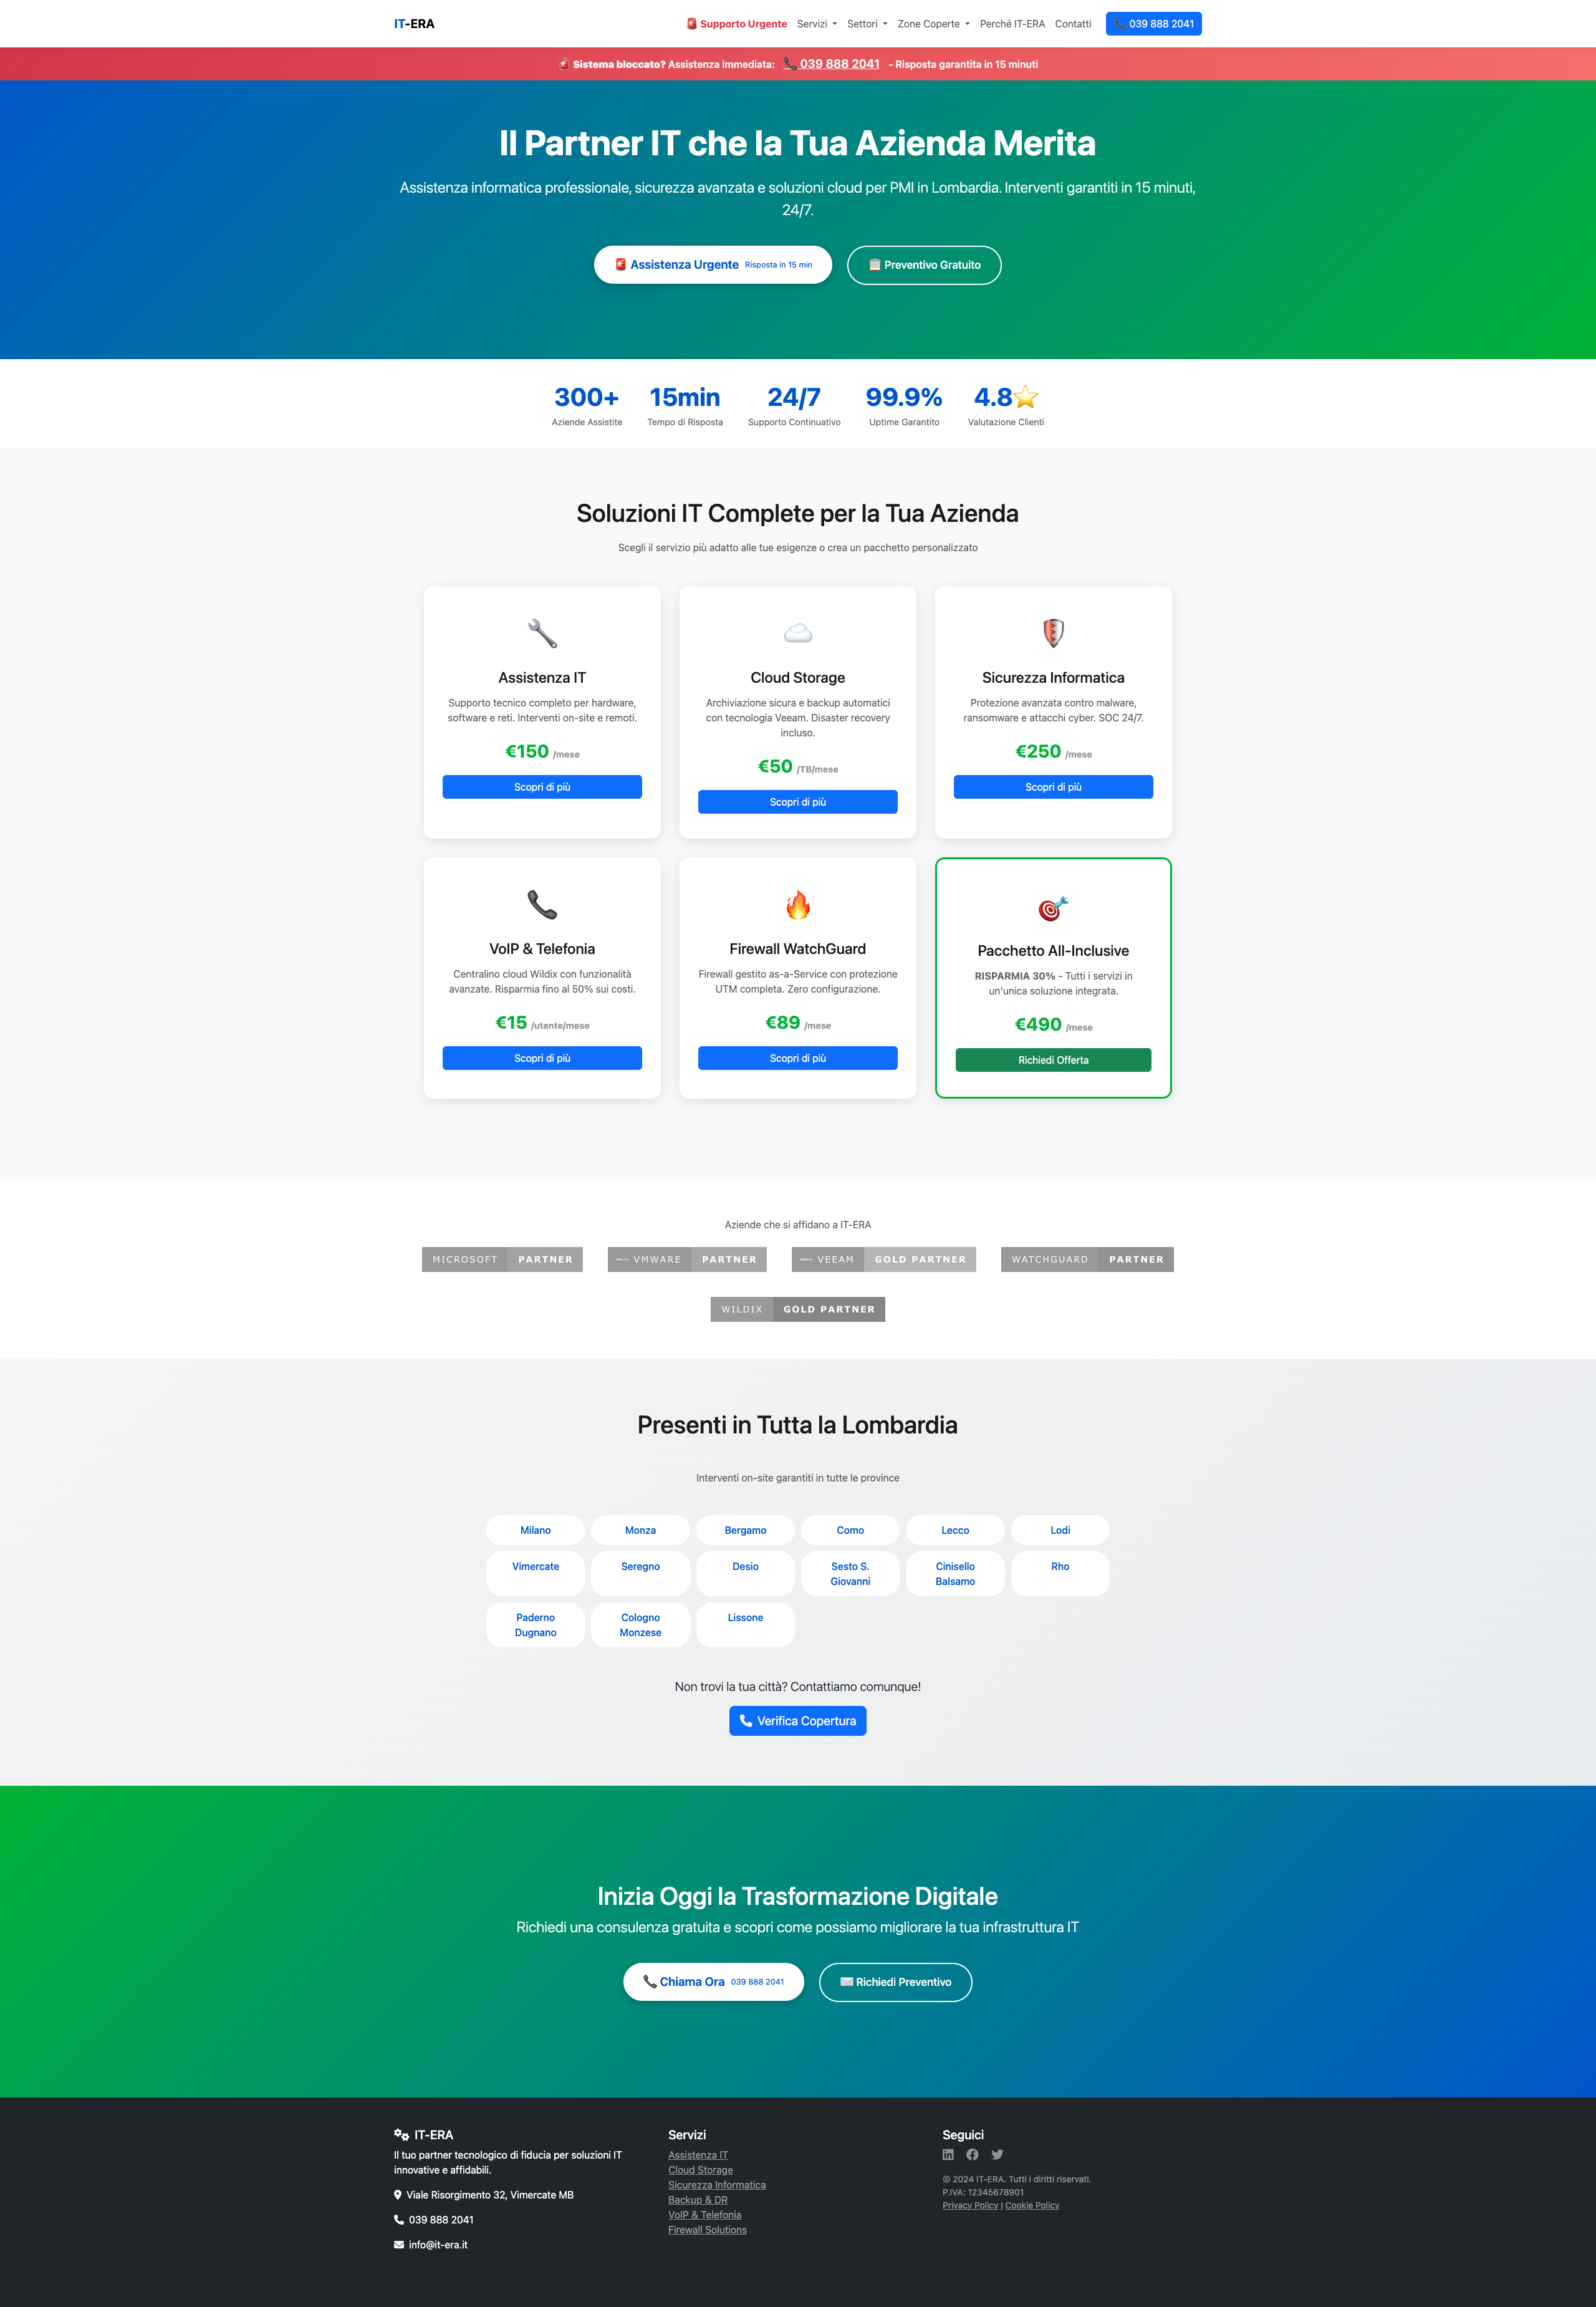 IT-ERA
🚨 Supporto Urgente
Servizi
Settori
Zone Coperte
Perché IT-ERA
Contatti
📞 039 888 2041
🚨 Sistema bloccato? Assistenza immediata: 📞 039 888 2041 - Risposta garantita in 15 minuti
Il Partner IT che la Tua Azienda Merita
Assistenza informatica professionale, sicurezza avanzata e soluzioni cloud per PMI in Lombardia. Interventi garantiti in 15 minuti,
24/7.
🚨 Assistenza Urgente Risposta in 15 min
📋 Preventivo Gratuito
300+
Aziende Assistite
15min
Tempo di Risposta
24/7
Supporto Continuativo
99.9%
Uptime Garantito
4.8⭐
Valutazione Clienti
Soluzioni IT Complete per la Tua Azienda
Scegli il servizio più adatto alle tue esigenze o crea un pacchetto personalizzato
Assistenza IT
Supporto tecnico completo per hardware,
software e reti. Interventi on-site e remoti.
€150 /mese
Scopri di più
Cloud Storage
Archiviazione sicura e backup automatici
con tecnologia Veeam. Disaster recovery
incluso.
€50 /TB/mese
Scopri di più
Sicurezza Informatica
Protezione avanzata contro malware,
ransomware e attacchi cyber. SOC 24/7.
€250 /mese
Scopri di più
VoIP & Telefonia
Centralino cloud Wildix con funzionalità
avanzate. Risparmia fino al 50% sui costi.
€15 /utente/mese
Scopri di più
Firewall WatchGuard
Firewall gestito as-a-Service con protezione
UTM completa. Zero configurazione.
€89 /mese
Scopri di più
Pacchetto All-Inclusive
RISPARMIA 30% - Tutti i servizi in
un'unica soluzione integrata.
€490 /mese
Richiedi Offerta
Aziende che si affidano a IT-ERA
MICROSOFT PARTNER
VMWARE PARTNER
VEEAM GOLD PARTNER
WATCHGUARD PARTNER
WILDIX GOLD PARTNER
Presenti in Tutta la Lombardia
Interventi on-site garantiti in tutte le province
Milano
Monza
Bergamo
Como
Lecco
Lodi
Vimercate
Seregno
Desio
Sesto S.
Giovanni
Cinisello
Balsamo
Rho
Paderno
Dugnano
Cologno
Monzese
Lissone
Non trovi la tua città? Contattiamo comunque!
Verifica Copertura
Inizia Oggi la Trasformazione Digitale
Richiedi una consulenza gratuita e scopri come possiamo migliorare la tua infrastruttura IT
📞 Chiama Ora 039 888 2041
✉️ Richiedi Preventivo
IT-ERA
Il tuo partner tecnologico di fiducia per soluzioni IT
innovative e affidabili.
Viale Risorgimento 32, Vimercate MB
039 888 2041
info@it-era.it
Servizi
Assistenza IT
Cloud Storage
Sicurezza Informatica
Backup & DR
VoIP & Telefonia
Firewall Solutions
Seguici
© 2024 IT-ERA. Tutti i diritti riservati.
P.IVA: 12345678901
Privacy Policy | Cookie Policy